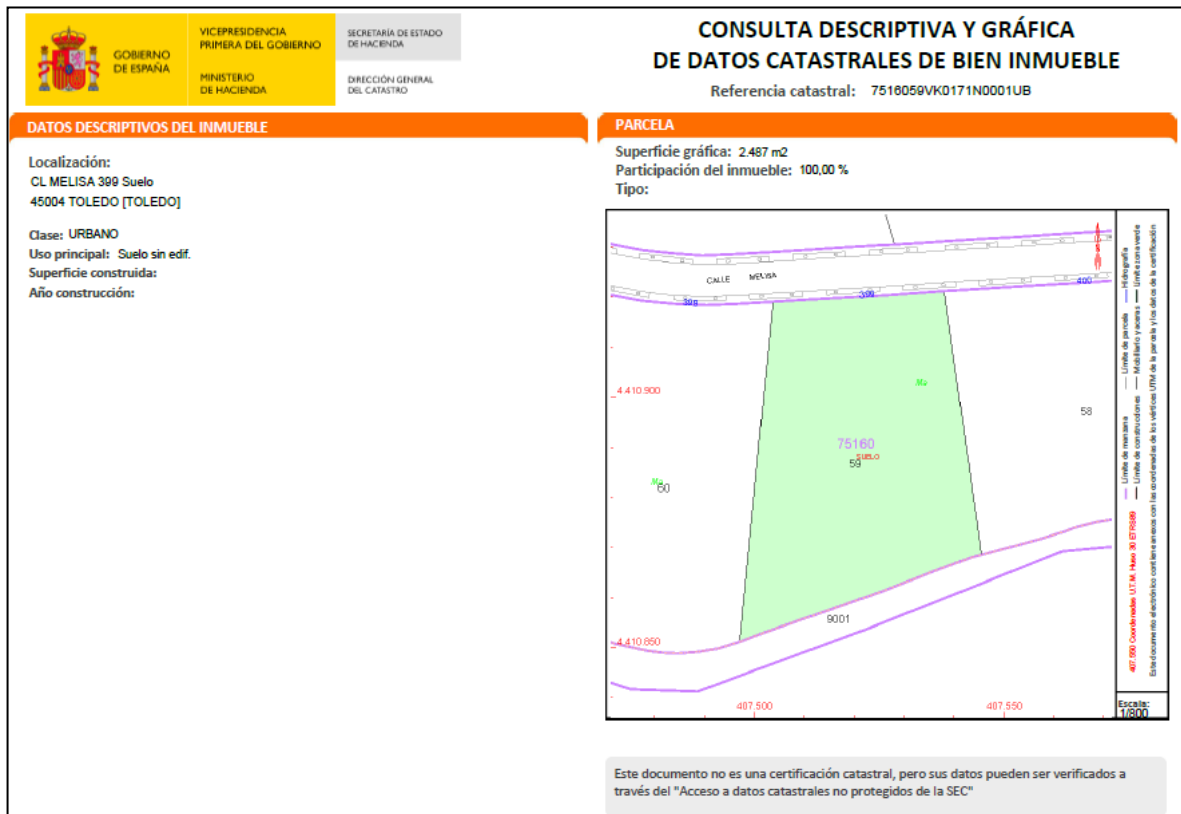 GOBIERNO
DE ESPAÑA
VICEPRESIDENCIA
PRIMERA DEL GOBIERNO
MINISTERIO
DE HACIENDA
SECRETARÍA DE ESTADO
DE HACIENDA
DIRECCIÓN GENERAL
DEL CATASTRO
CONSULTA DESCRIPTIVA Y GRÁFICA
DE DATOS CATASTRALES DE BIEN INMUEBLE
Referencia catastral: 7516059VK0171N0001UB
DATOS DESCRIPTIVOS DEL INMUEBLE
Localización:
CL MELISA 399 Suelo
45004 TOLEDO [TOLEDO]
Clase: URBANO
Uso principal: Suelo sin edif.
Superficie construida:
Año construcción:
PARCELA
Superficie gráfica: 2.487 m2
Participación del inmueble: 100,00 %
Tipo:
CALLE MELISA
398
399
400
4.410.900
Ma
58
75160
SUELO
59
Ma
60
9001
4.410.850
407.500
407.550
Límite de manzana
Límite de parcela
Hidrografía
Límite de construcciones
Mobiliario y aceras
Límite zona verde
407.550 Coordenadas U.T.M. Huso 30 ETRS89
Este documento electrónico contiene anexos con las coordenadas de los vértices UTM de la parcela y los datos de la certificación
Escala:
1/800
Este documento no es una certificación catastral, pero sus datos pueden ser verificados a
través del "Acceso a datos catastrales no protegidos de la SEC"